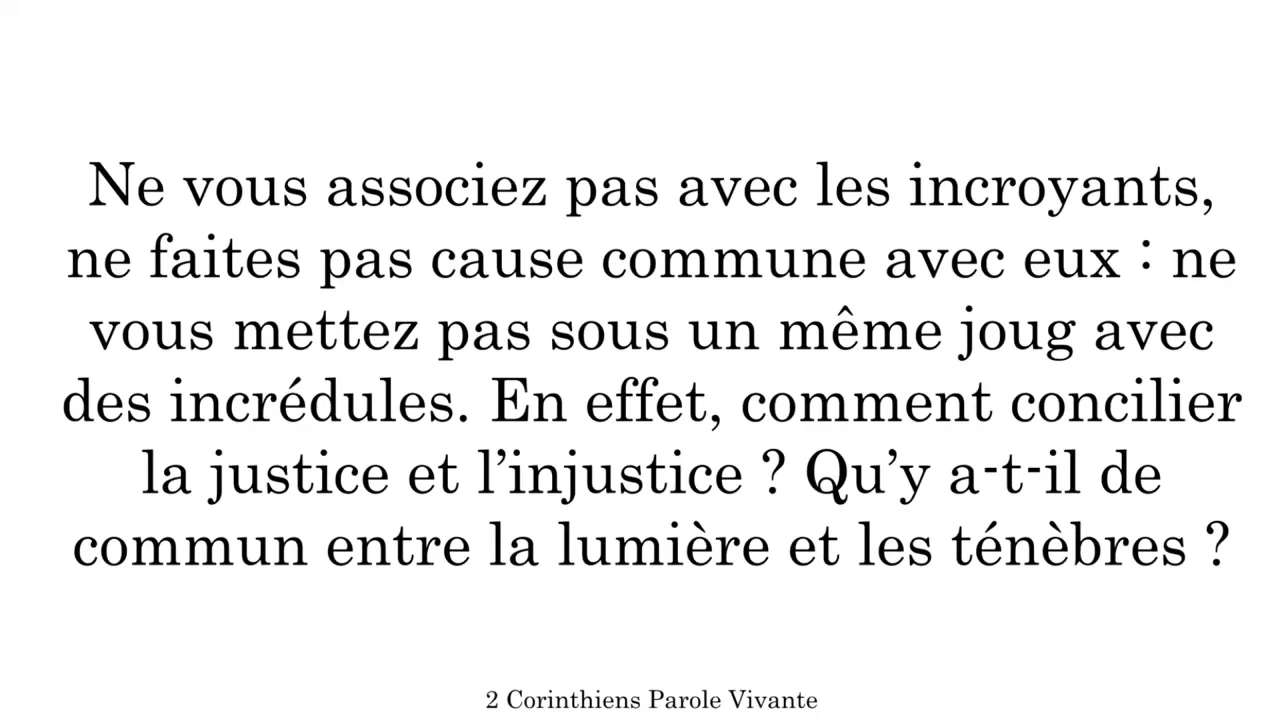 Ne vous associez pas avec les incroyants,
ne faites pas cause commune avec eux : ne
vous mettez pas sous un même joug avec
des incrédules. En effet, comment concilier
la justice et l’injustice ? Qu’y a-t-il de
commun entre la lumière et les ténèbres ?
2 Corinthiens Parole Vivante